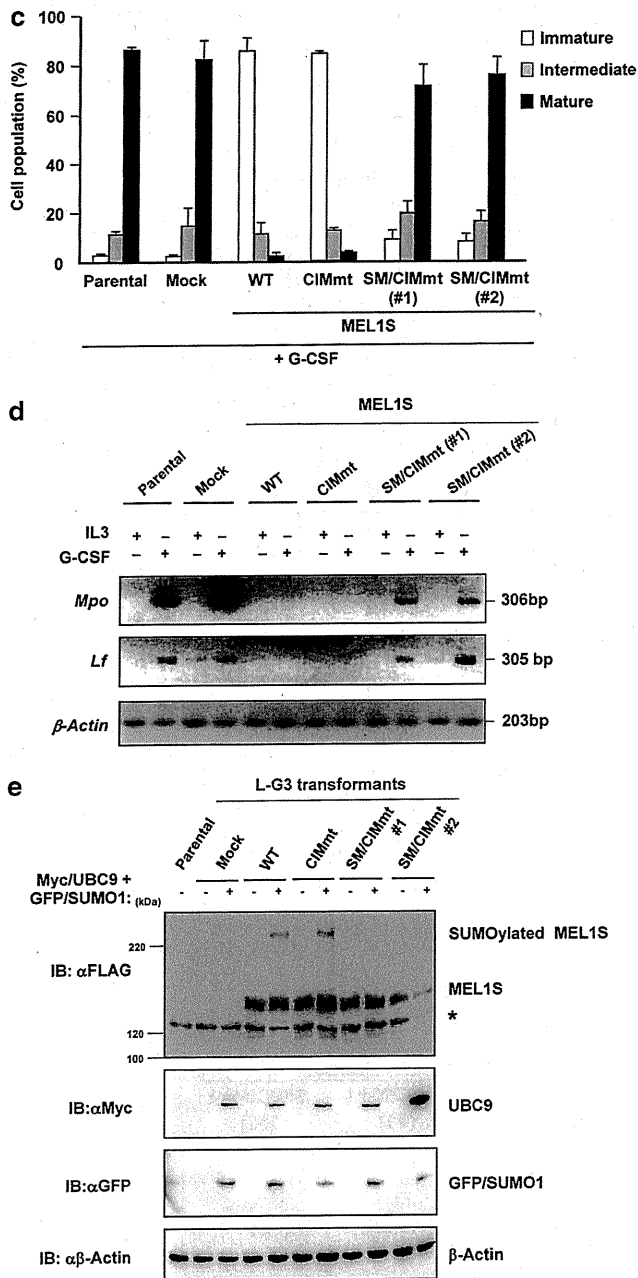 c
Cell population (%)
100
80
60
40
20
0
Immature
Intermediate
Mature
Parental Mock WT CIMmt SM/CIMmt (#1) SM/CIMmt (#2)
MEL1S
+ G-CSF
d
MEL1S
Parental Mock WT CIMmt SM/CIMmt (#1) SM/CIMmt (#2)
IL3 + – + – + – + – + – + –
G-CSF – + – + – + – + – + – +
Mpo 306bp
Lf 305 bp
β-Actin 203bp
e
L-G3 transformants
Parental Mock WT CIMmt SM/CIMmt #1 SM/CIMmt #2
Myc/UBC9 +
GFP/SUMO1: (kDa) - - + - + - + - + - +
220
SUMOylated MEL1S
IB: αFLAG
MEL1S
*
120
100
IB:αMyc UBC9
IB:αGFP GFP/SUMO1
IB: αβ-Actin β-Actin